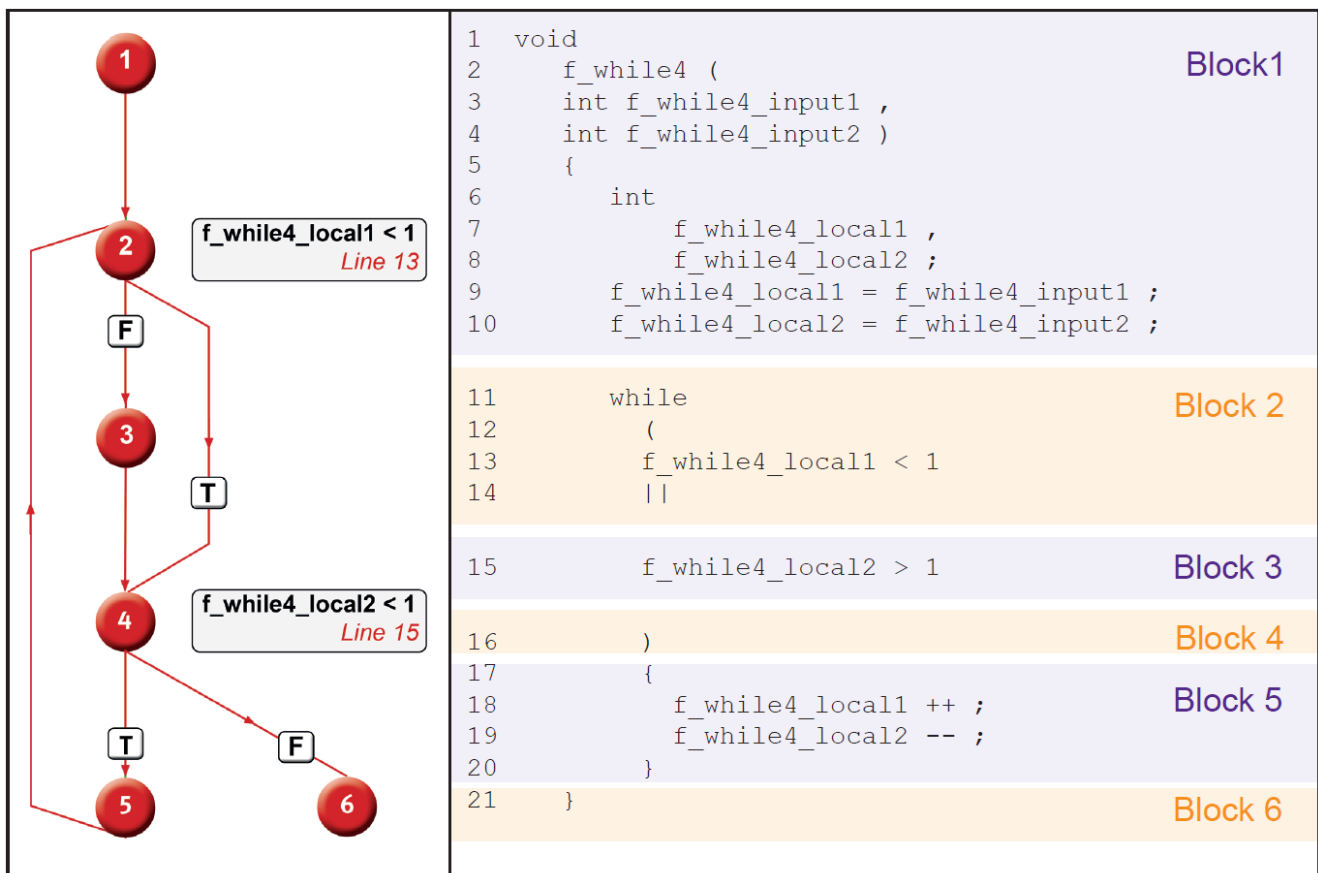 1
2
f_while4_local1 < 1
Line 13
F
3
T
4
f_while4_local2 < 1
Line 15
T
F
5
6
1 void
Block1
2 f_while4 (
3 int f_while4_input1 ,
4 int f_while4_input2 )
5 {
6 int
7 f_while4_local1 ,
8 f_while4_local2 ;
9 f_while4_local1 = f_while4_input1 ;
10 f_while4_local2 = f_while4_input2 ;
11 while
Block 2
12 (
13 f_while4_local1 < 1
14 ||
15 f_while4_local2 > 1
Block 3
16 )
Block 4
17 {
18 f_while4_local1 ++ ;
Block 5
19 f_while4_local2 -- ;
20 }
21 }
Block 6